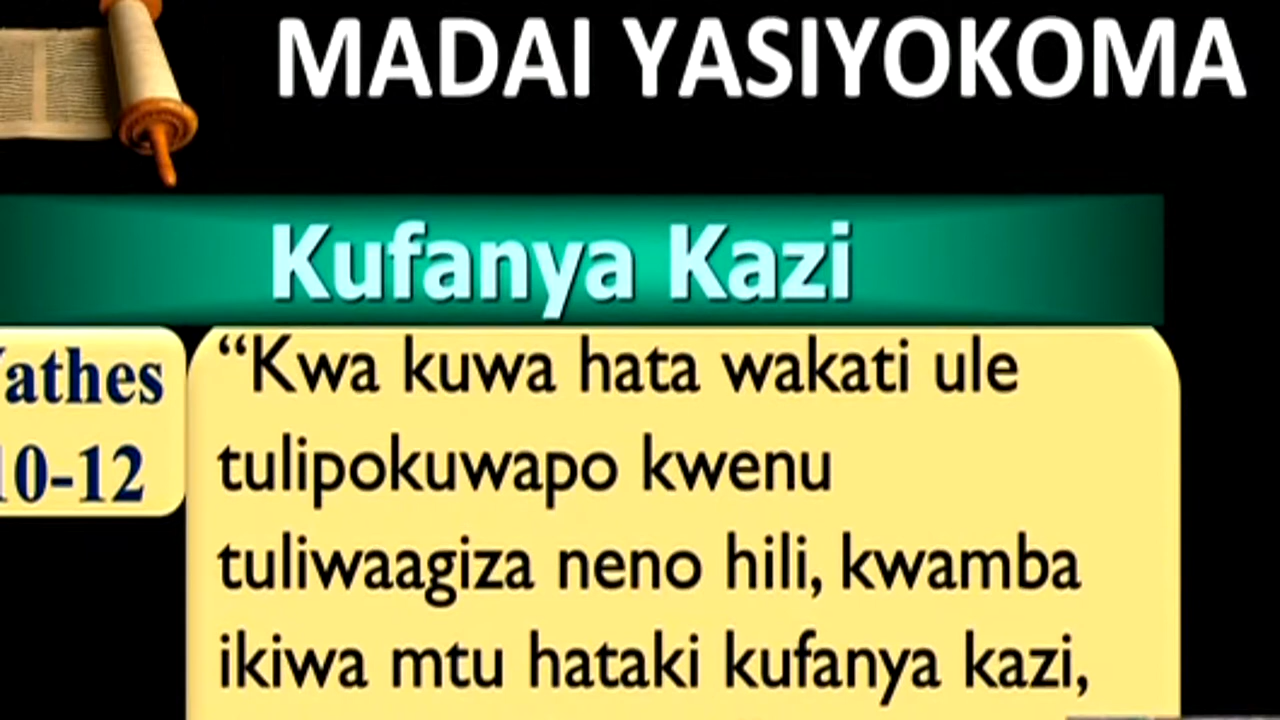 MADAI YASIYOKOMA
Kufanya Kazi
athes
10-12
“Kwa kuwa hata wakati ule
tulipokuwapo kwenu
tuliwaagiza neno hili, kwamba
ikiwa mtu hataki kufanya kazi,